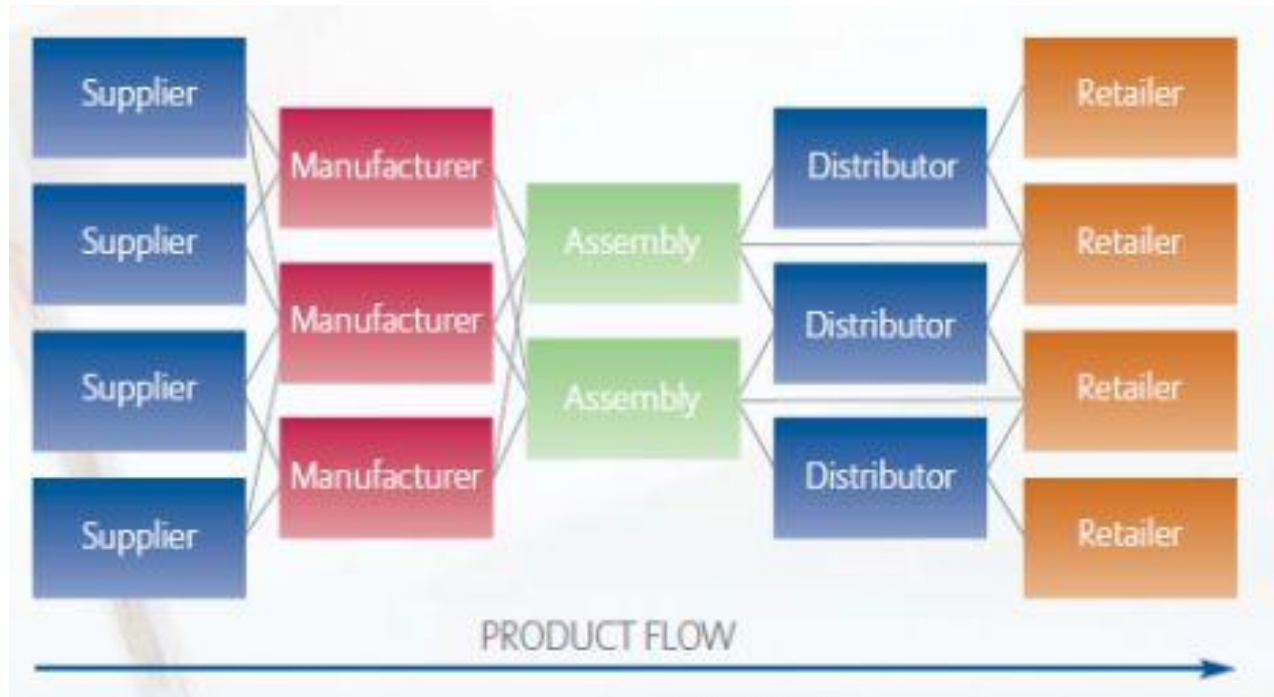 Supplier
Supplier
Supplier
Supplier
Manufacturer
Manufacturer
Manufacturer
Assembly
Assembly
Distributor
Distributor
Distributor
Retailer
Retailer
Retailer
Retailer
PRODUCT FLOW